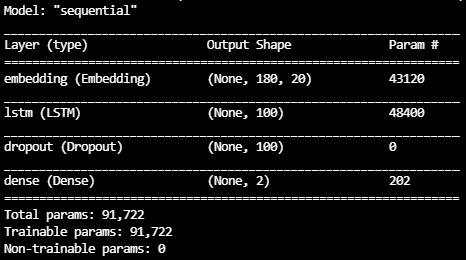 Model: "sequential"
Layer (type) Output Shape Param #
embedding (Embedding) (None, 180, 20) 43120
lstm (LSTM) (None, 100) 48400
dropout (Dropout) (None, 100) 0
dense (Dense) (None, 2) 202
Total params: 91,722
Trainable params: 91,722
Non-trainable params: 0